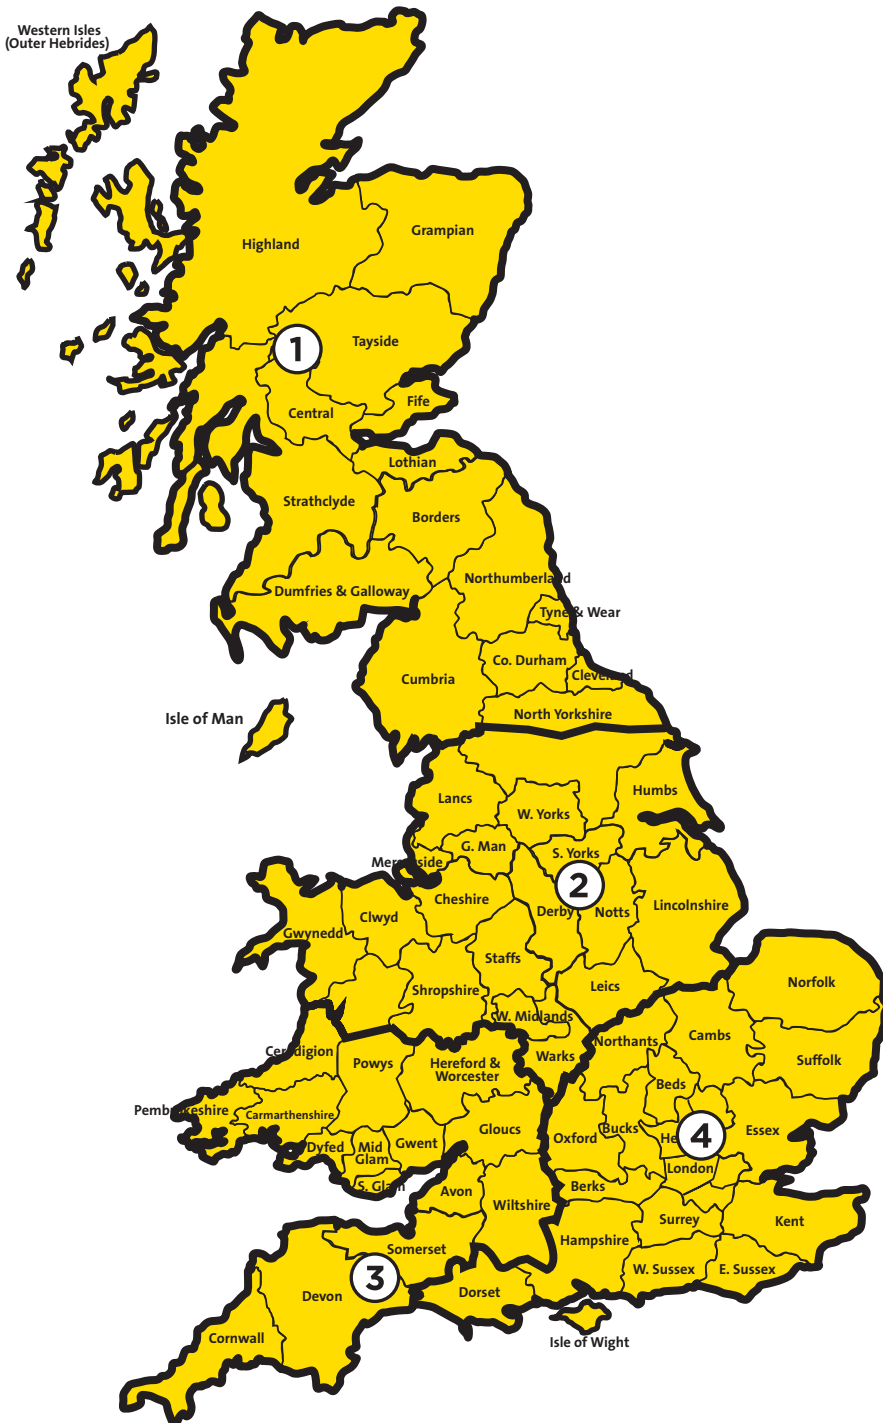 Western Isles
(Outer Hebrides)
Highland
Grampian
1
Tayside
Central
Fife
Lothian
Strathclyde
Borders
Northumberland
Dumfries & Galloway
Tyne & Wear
Co. Durham
Cleveland
Cumbria
North Yorkshire
Isle of Man
Lancs
Humbs
W. Yorks
G. Man
S. Yorks
Merseyside
2
Cheshire
Derby
Notts
Lincolnshire
Clwyd
Gwynedd
Staffs
Shropshire
Leics
Norfolk
W. Midlands
Northants
Cambs
Warks
Suffolk
Ceredigion
Powys
Hereford &
Worcester
Beds
Pembrokeshire
Carmarthenshire
Gloucs
Oxford
Bucks
He
4
Essex
Dyfed
Mid
Glam
Gwent
London
S. Glam
Avon
Berks
Wiltshire
Surrey
Kent
Hampshire
Somerset
3
W. Sussex
E. Sussex
Devon
Dorset
Cornwall
Isle of Wight